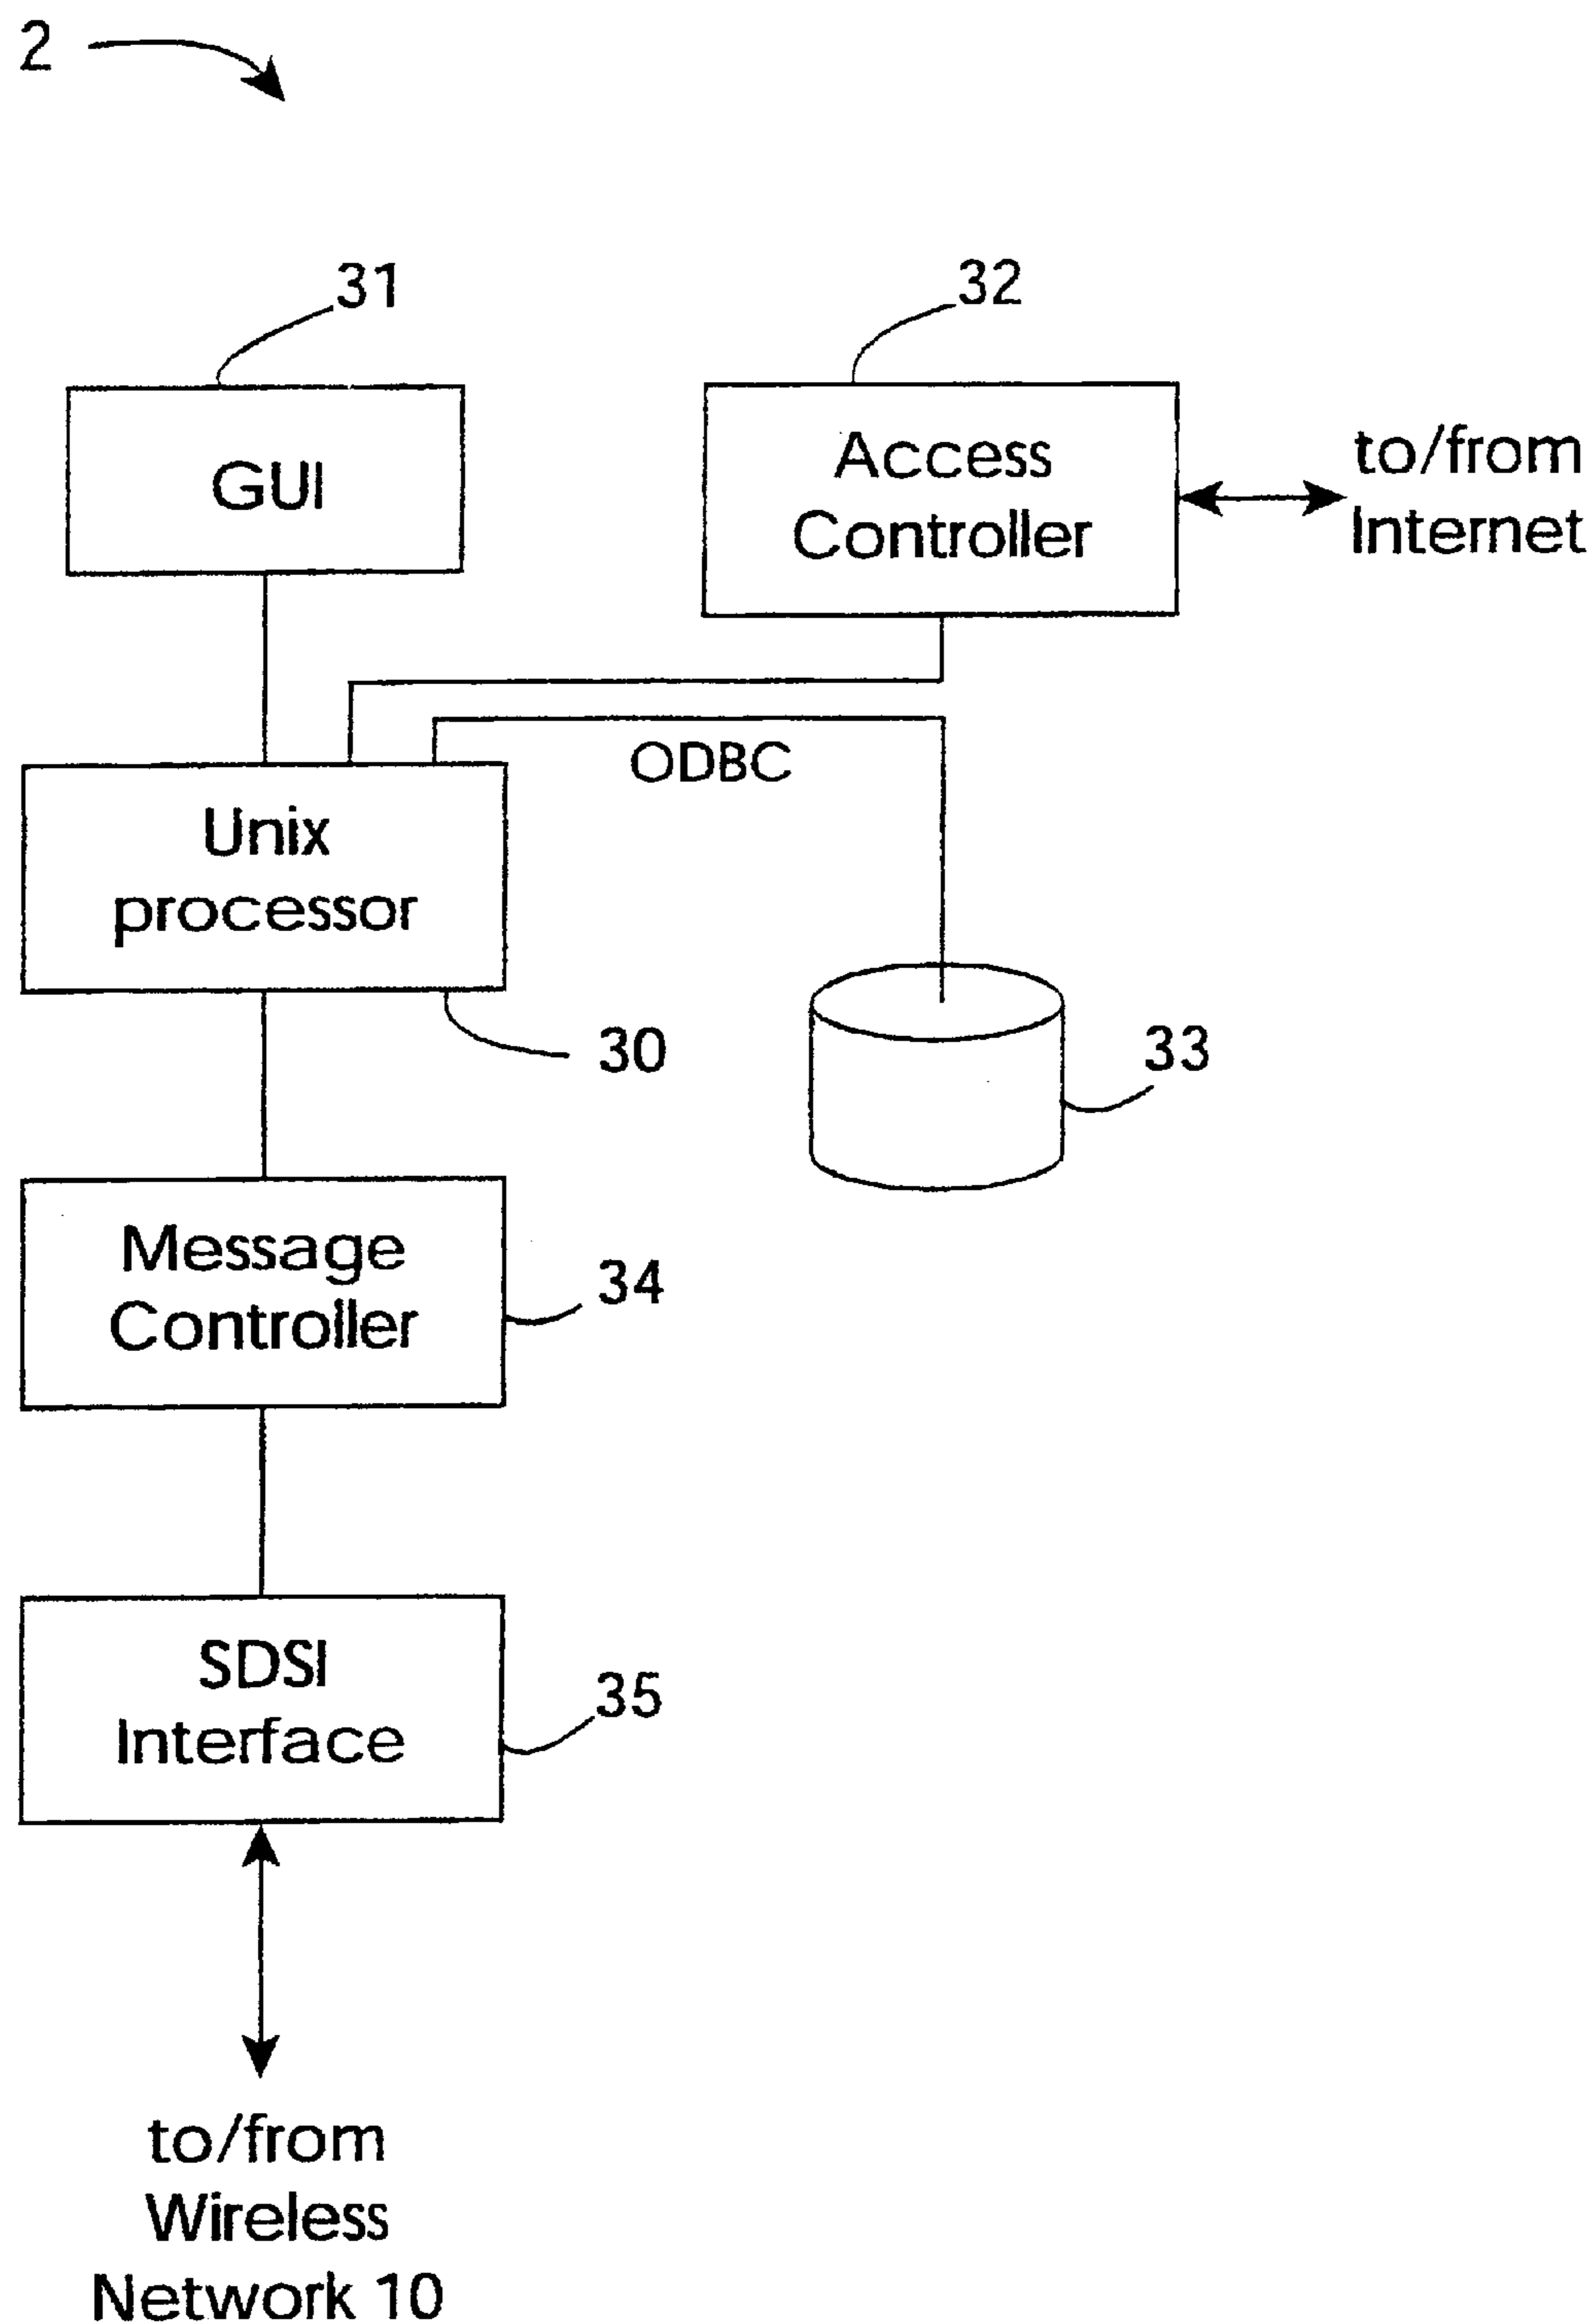 2
31
32
GUI
Access
Controller
to/from
Internet
ODBC
Unix
processor
30
33
Message
Controller
34
SDSI
Interface
35
to/from
Wireless
Network 10